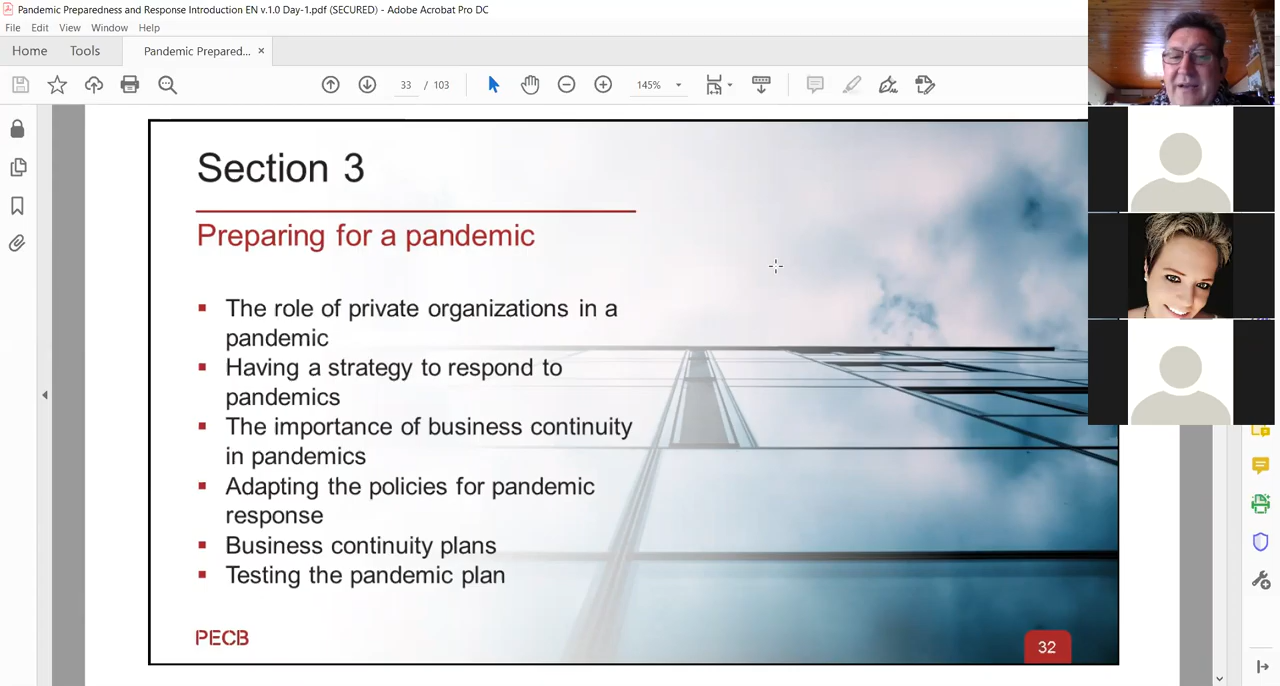 Pandemic Preparedness and Response Introduction EN v.1.0 Day-1.pdf (SECURED) - Adobe Acrobat Pro DC
File Edit View Window Help
Home Tools Pandemic Prepared... ×
33 / 103 145%
Section 3
Preparing for a pandemic
▪ The role of private organizations in a
pandemic
▪ Having a strategy to respond to
pandemics
▪ The importance of business continuity
in pandemics
▪ Adapting the policies for pandemic
response
▪ Business continuity plans
▪ Testing the pandemic plan
PECB
32